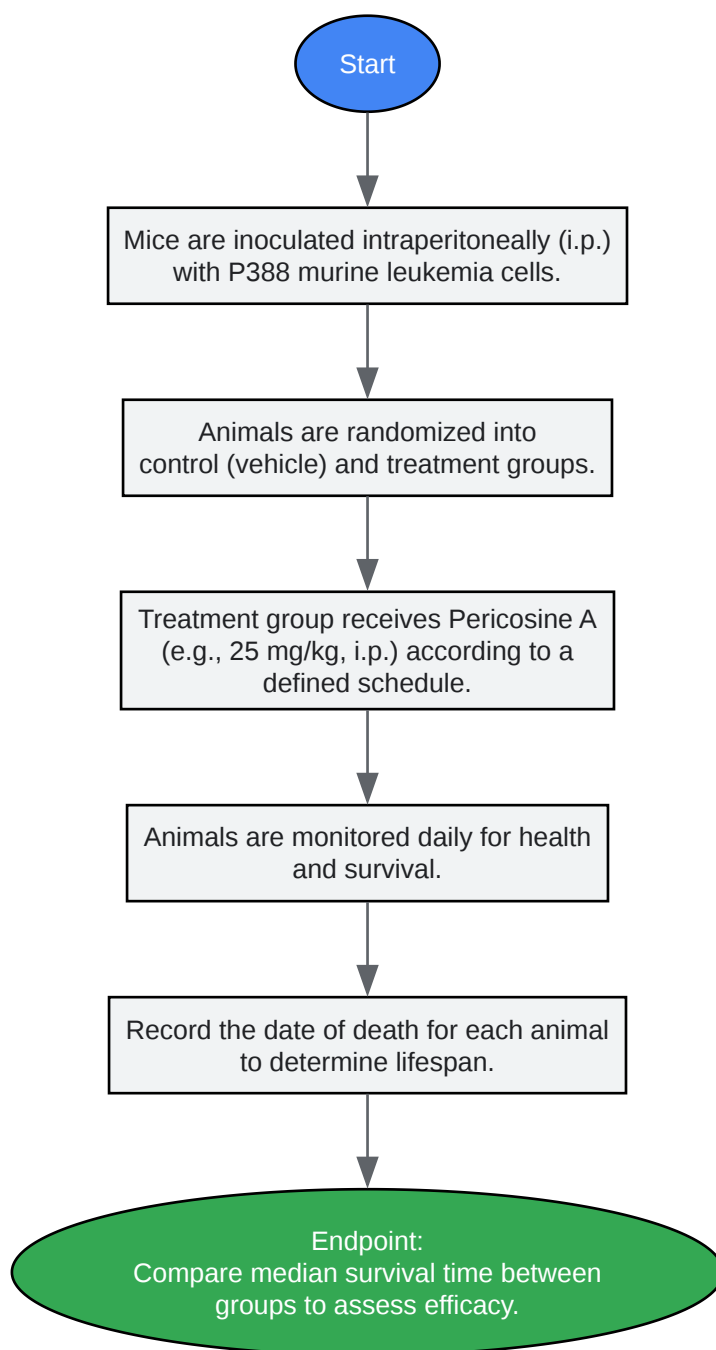 Start
Mice are inoculated intraperitoneally (i.p.)
with P388 murine leukemia cells.
Animals are randomized into
control (vehicle) and treatment groups.
Treatment group receives Pericosine A
(e.g., 25 mg/kg, i.p.) according to a
defined schedule.
Animals are monitored daily for health
and survival.
Record the date of death for each animal
to determine lifespan.
Endpoint:
Compare median survival time between
groups to assess efficacy.